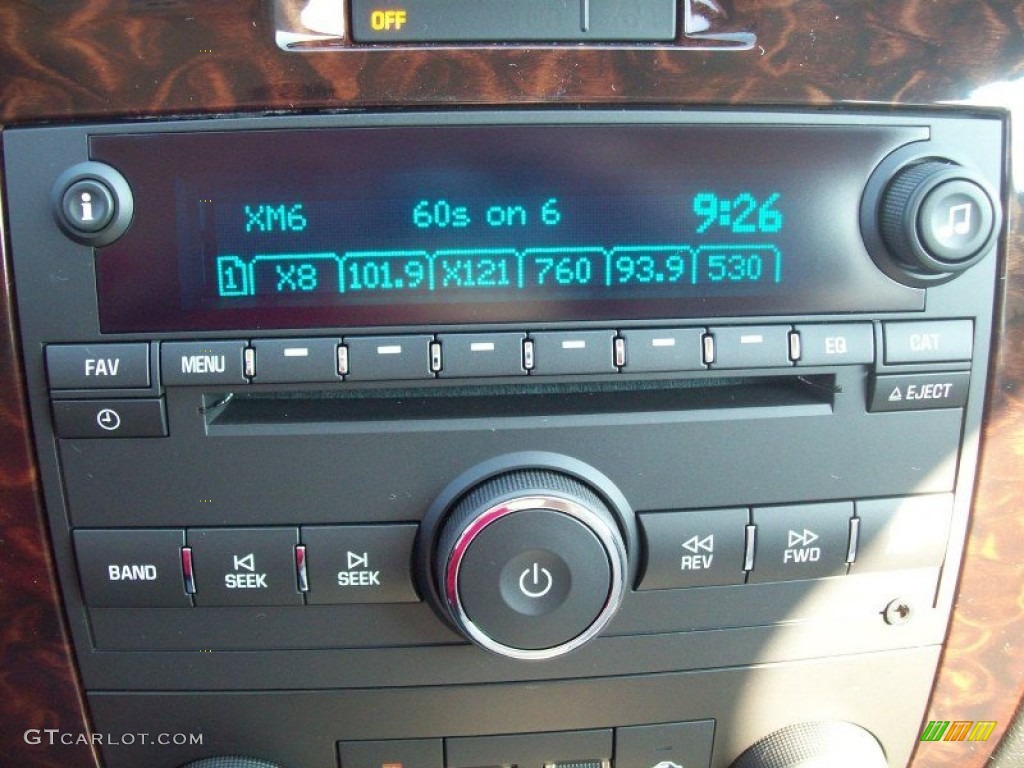 OFF
i
XM6 60s on 6 9:26
1 X8 101.9 X121 760 93.9 530
FAV MENU EQ CAT
EJECT
BAND SEEK SEEK REV FWD
GTCARLOT.COM